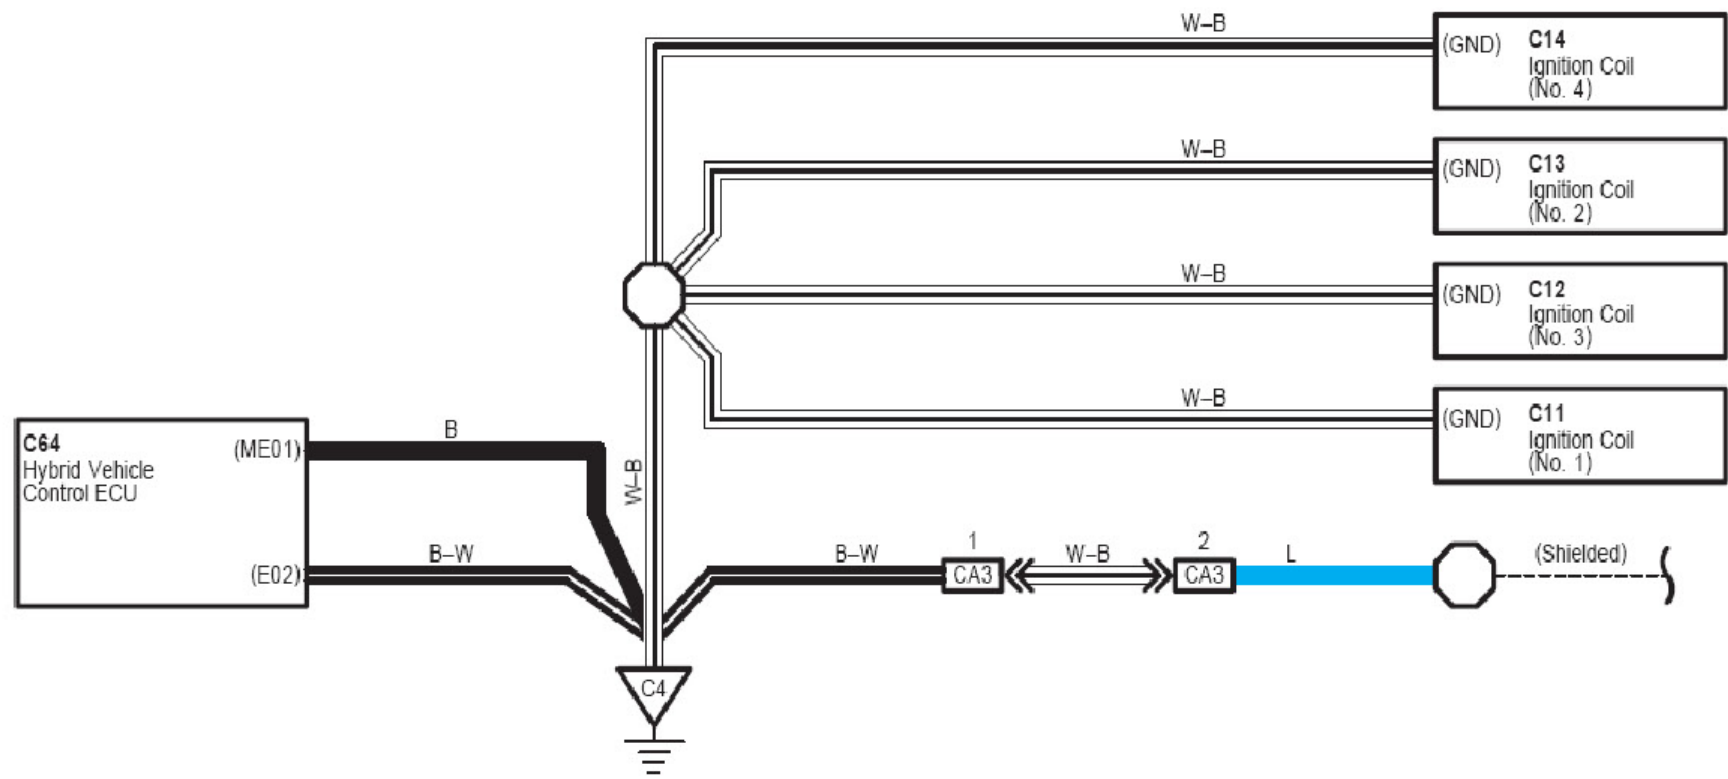 W–B
(GND)
C14
Ignition Coil
(No. 4)
W–B
(GND)
C13
Ignition Coil
(No. 2)
W–B
(GND)
C12
Ignition Coil
(No. 3)
W–B
(GND)
C11
Ignition Coil
(No. 1)
C64
Hybrid Vehicle
Control ECU
(ME01)
B
W–B
(E02)
B–W
B–W
1
CA3
W–B
2
CA3
L
(Shielded)
C4